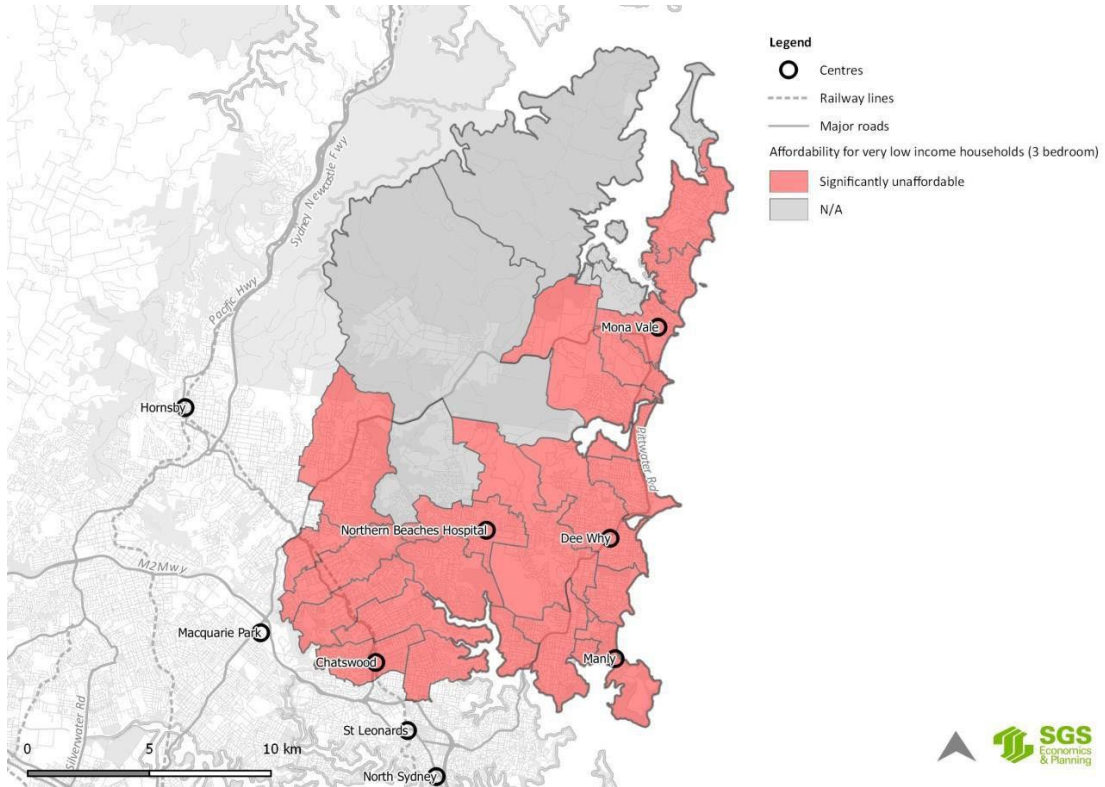 Legend
Centres
Railway lines
Major roads
Affordability for very low income households (3 bedroom)
Significantly unaffordable
N/A
Sydney Newcastle Fwy
Pacific Hwy
Mona Vale
Hornsby
Pittwater Rd
Northern Beaches Hospital
Dee Why
M2Mwy
Macquarie Park
Chatswood
Manly
St Leonards
Silverwater Rd
0 5 10 km
North Sydney
SGS
Economics
& Planning